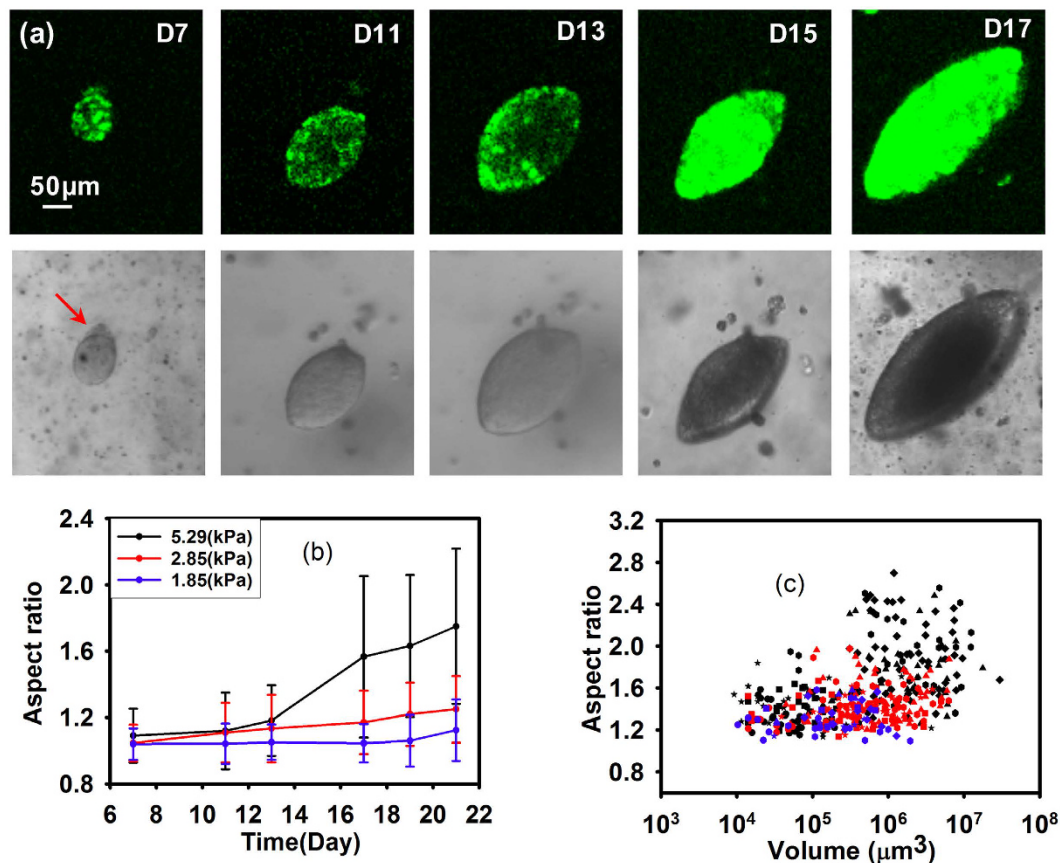 (a) D7 D11 D13 D15 D17
50μm
2.4
2.0
1.6
1.2
0.8
Aspect ratio
5.29(kPa)
2.85(kPa)
1.85(kPa)
(b)
6 8 10 12 14 16 18 20 22
Time(Day)
3.2
2.8
2.4
2.0
1.6
1.2
0.8
Aspect ratio
(c)
10³ 10⁴ 10⁵ 10⁶ 10⁷ 10⁸
Volume (μm³)